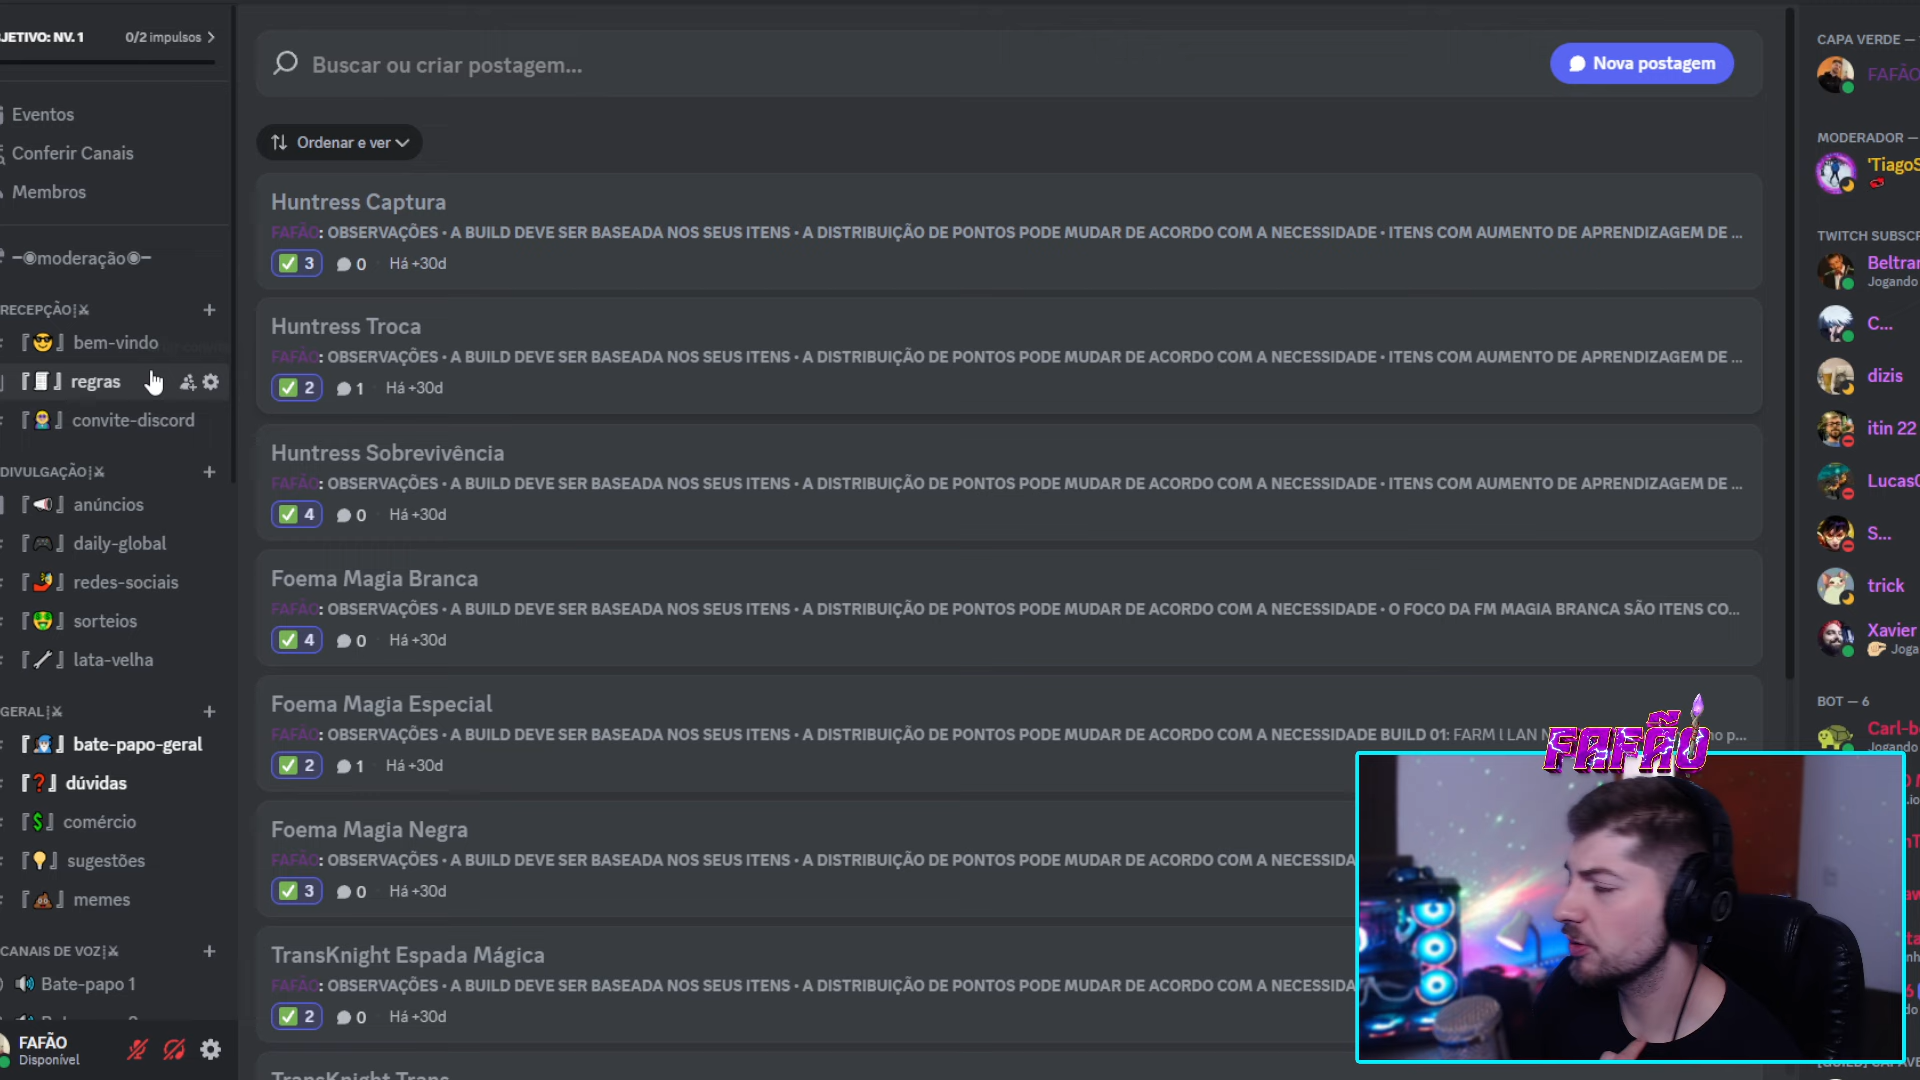 JETIVO: NV. 1
0/2 impulsos
Eventos
Conferir Canais
Membros
moderação
RECEPÇÃO
bem-vindo
regras
convite-discord
DIVULGAÇÃO
anúncios
daily-global
redes-sociais
sorteios
lata-velha
GERAL
bate-papo-geral
dúvidas
comércio
sugestões
memes
CANAIS DE VOZ
Bate-papo 1
FAFÃO
Disponível
Buscar ou criar postagem...
Nova postagem
Ordenar e ver
Huntress Captura
FAFÃO: OBSERVAÇÕES • A BUILD DEVE SER BASEADA NOS SEUS ITENS • A DISTRIBUIÇÃO DE PONTOS PODE MUDAR DE ACORDO COM A NECESSIDADE • ITENS COM AUMENTO DE APRENDIZAGEM DE ...
3 0 Há +30d
Huntress Troca
FAFÃO: OBSERVAÇÕES • A BUILD DEVE SER BASEADA NOS SEUS ITENS • A DISTRIBUIÇÃO DE PONTOS PODE MUDAR DE ACORDO COM A NECESSIDADE • ITENS COM AUMENTO DE APRENDIZAGEM DE ...
2 1 Há +30d
Huntress Sobrevivência
FAFÃO: OBSERVAÇÕES • A BUILD DEVE SER BASEADA NOS SEUS ITENS • A DISTRIBUIÇÃO DE PONTOS PODE MUDAR DE ACORDO COM A NECESSIDADE • ITENS COM AUMENTO DE APRENDIZAGEM DE ...
4 0 Há +30d
Foema Magia Branca
FAFÃO: OBSERVAÇÕES • A BUILD DEVE SER BASEADA NOS SEUS ITENS • A DISTRIBUIÇÃO DE PONTOS PODE MUDAR DE ACORDO COM A NECESSIDADE • O FOCO DA FM MAGIA BRANCA SÃO ITENS CO...
4 0 Há +30d
Foema Magia Especial
FAFÃO: OBSERVAÇÕES • A BUILD DEVE SER BASEADA NOS SEUS ITENS • A DISTRIBUIÇÃO DE PONTOS PODE MUDAR DE ACORDO COM A NECESSIDADE BUILD 01: FARM | LAN
2 1 Há +30d
Foema Magia Negra
FAFÃO: OBSERVAÇÕES • A BUILD DEVE SER BASEADA NOS SEUS ITENS • A DISTRIBUIÇÃO DE PONTOS PODE MUDAR DE ACORDO COM A NECESSIDA
3 0 Há +30d
TransKnight Espada Mágica
FAFÃO: OBSERVAÇÕES • A BUILD DEVE SER BASEADA NOS SEUS ITENS • A DISTRIBUIÇÃO DE PONTOS PODE MUDAR DE ACORDO COM A NECESSIDA
2 0 Há +30d
TransKnight Trans
CAPA VERDE —
FAFÃO
MODERADOR —
'TiagoS
TWITCH SUBSCR
Beltran
Jogando
C...
dizis
itin 22
Lucas
S...
trick
Xavier
Joga
BOT — 6
Carl-b
Jogando
FAFÃO